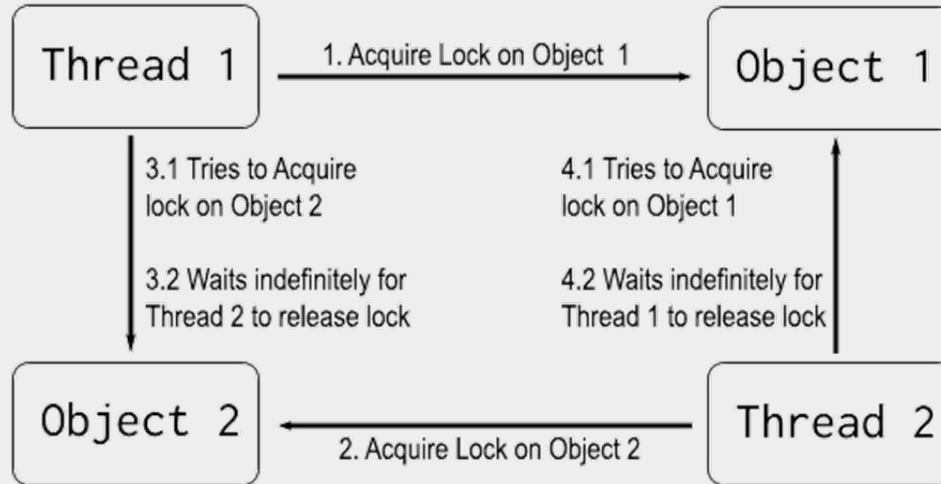 Thread 1
1. Acquire Lock on Object 1
Object 1
3.1 Tries to Acquire
lock on Object 2
3.2 Waits indefinitely for
Thread 2 to release lock
4.1 Tries to Acquire
lock on Object 1
4.2 Waits indefinitely for
Thread 1 to release lock
Object 2
2. Acquire Lock on Object 2
Thread 2